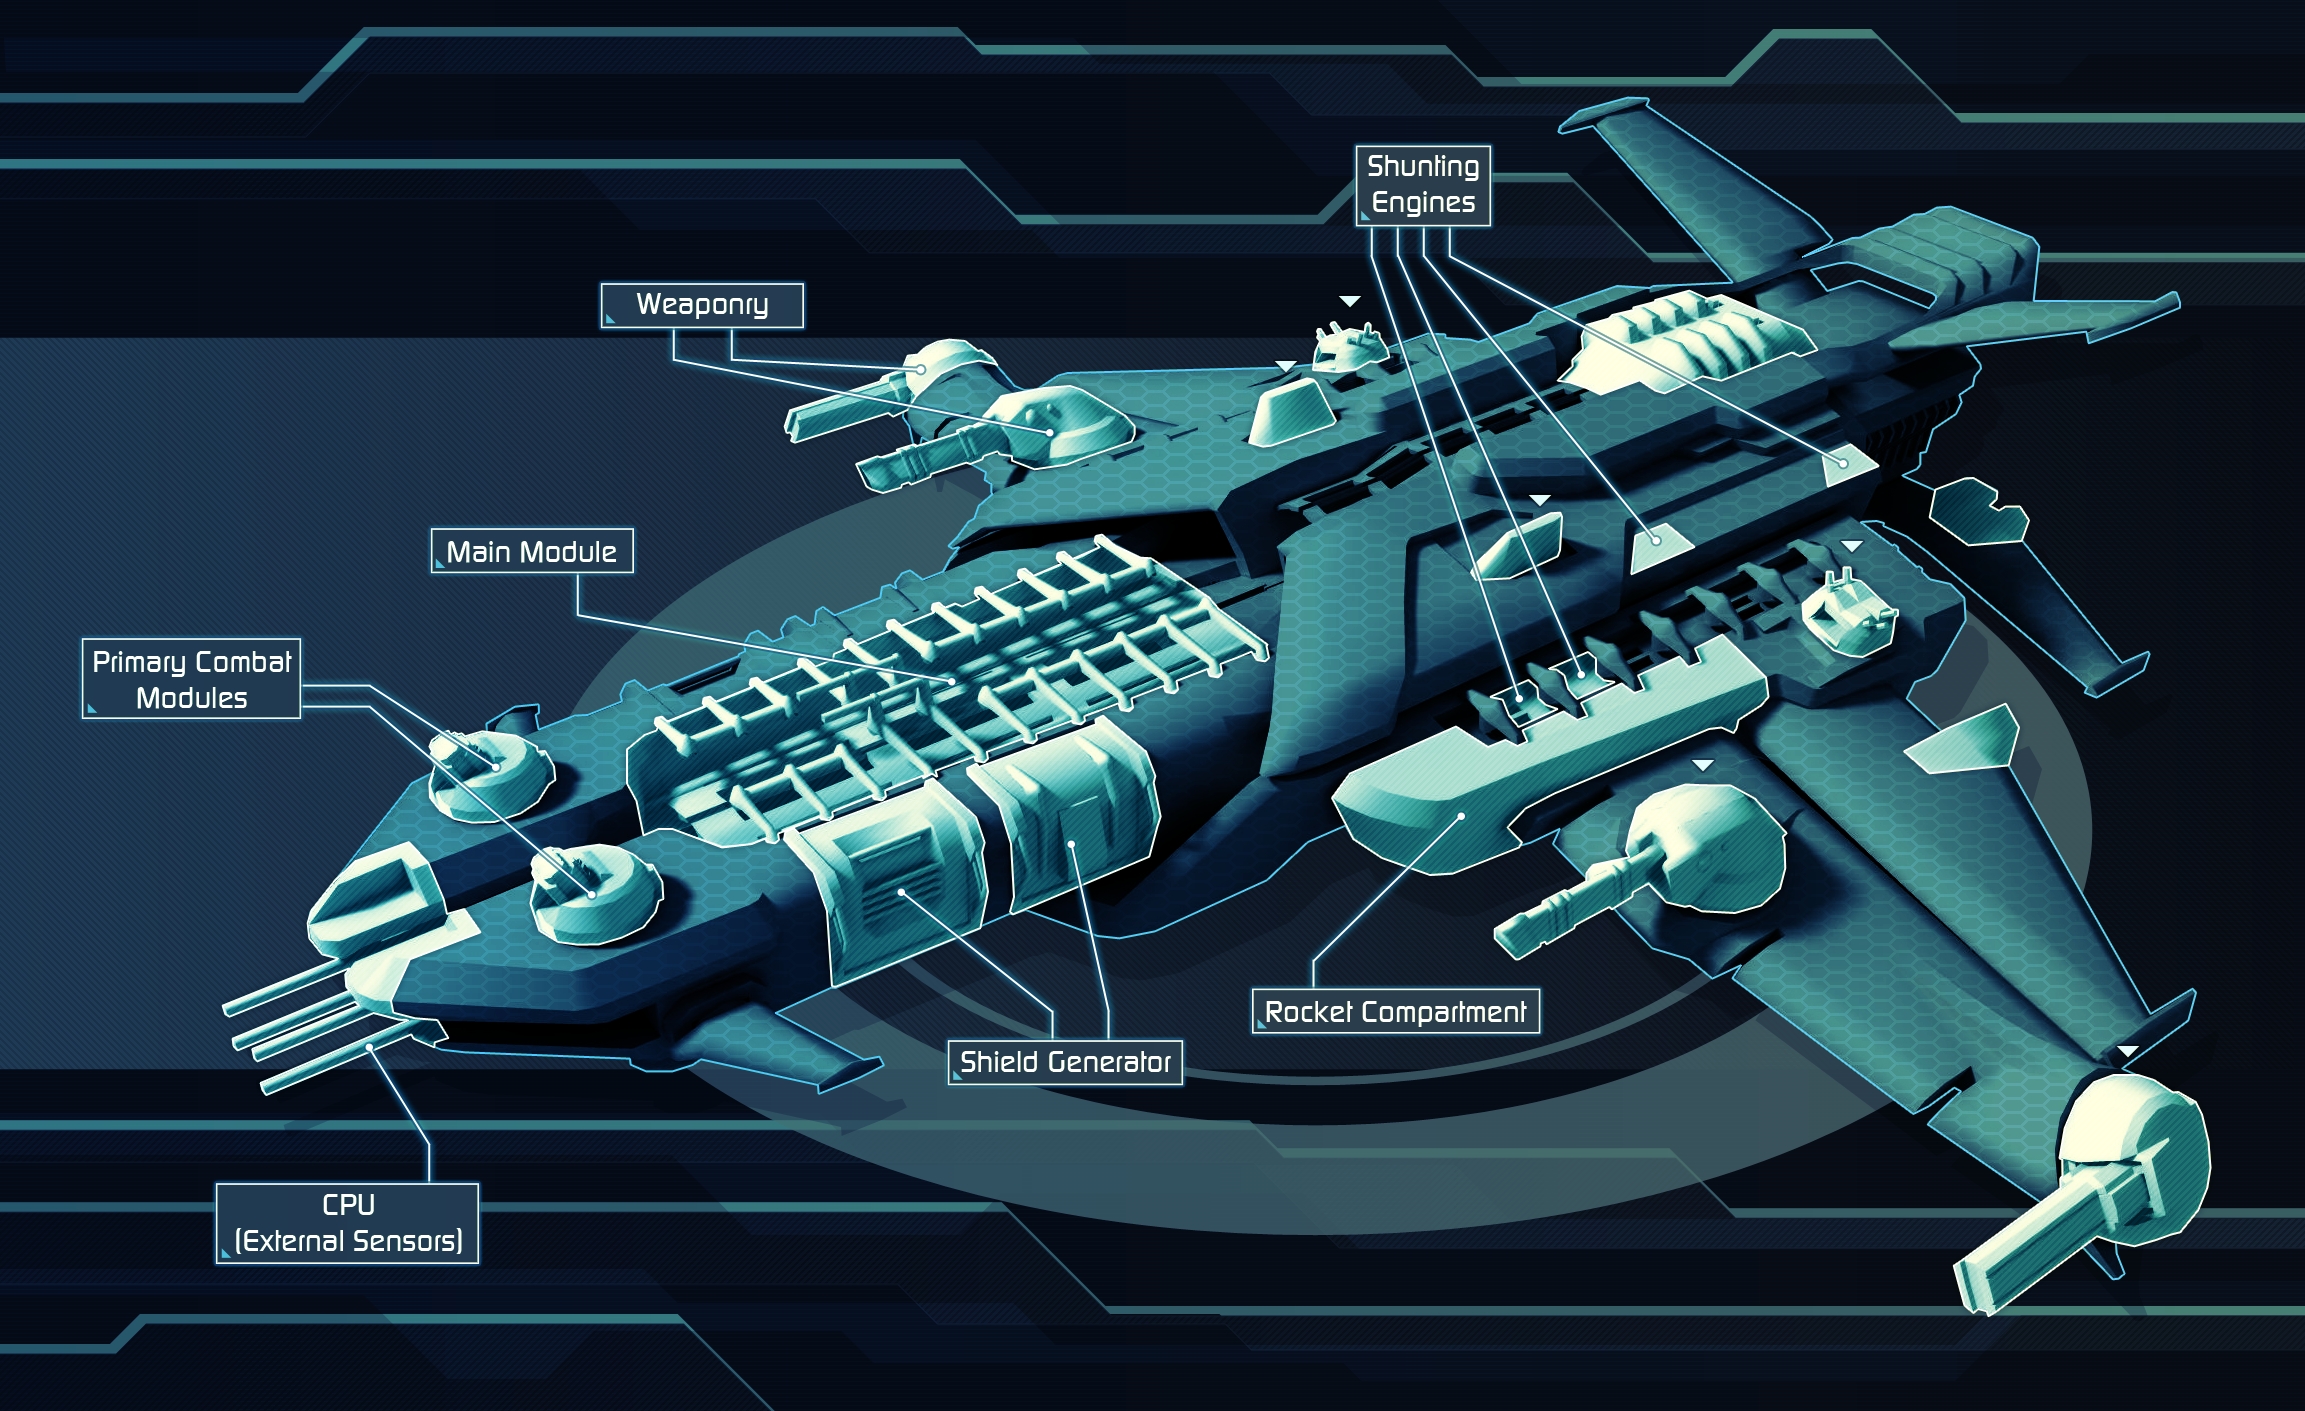 Shunting
Engines
Weaponry
Main Module
Primary Combat
Modules
Rocket Compartment
Shield Generator
CPU
(External Sensors)